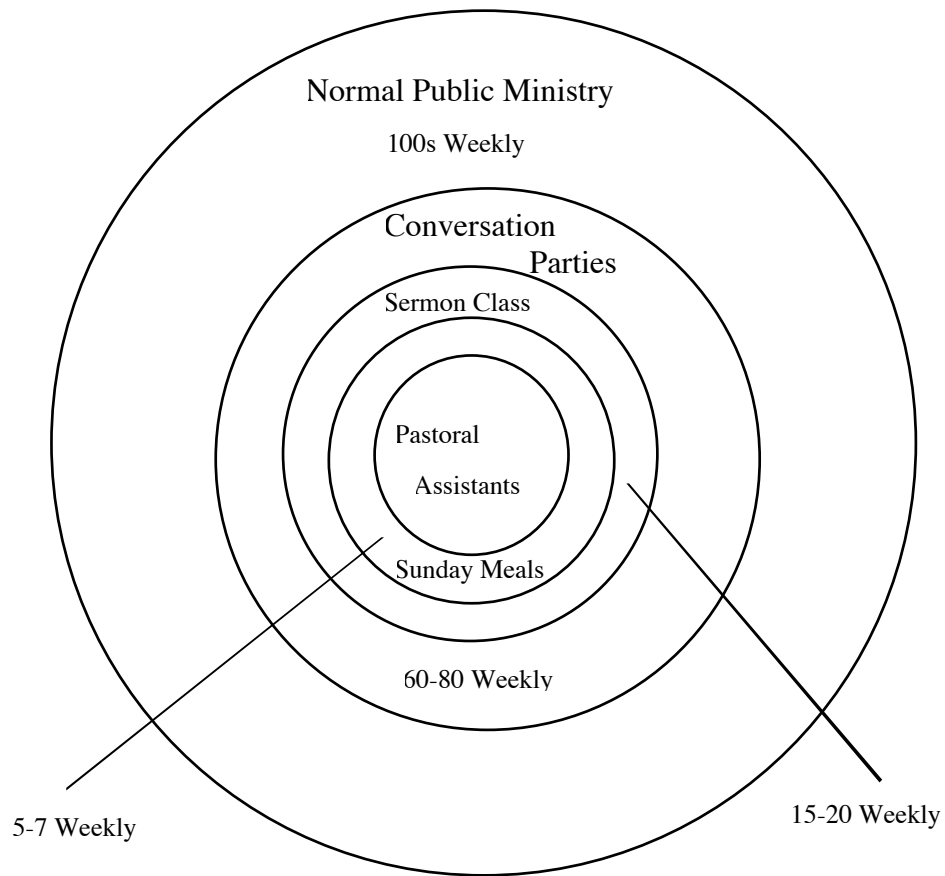 Normal Public Ministry
100s Weekly
Conversation
Parties
Sermon Class
Pastoral
Assistants
Sunday Meals
60-80 Weekly
5-7 Weekly
15-20 Weekly